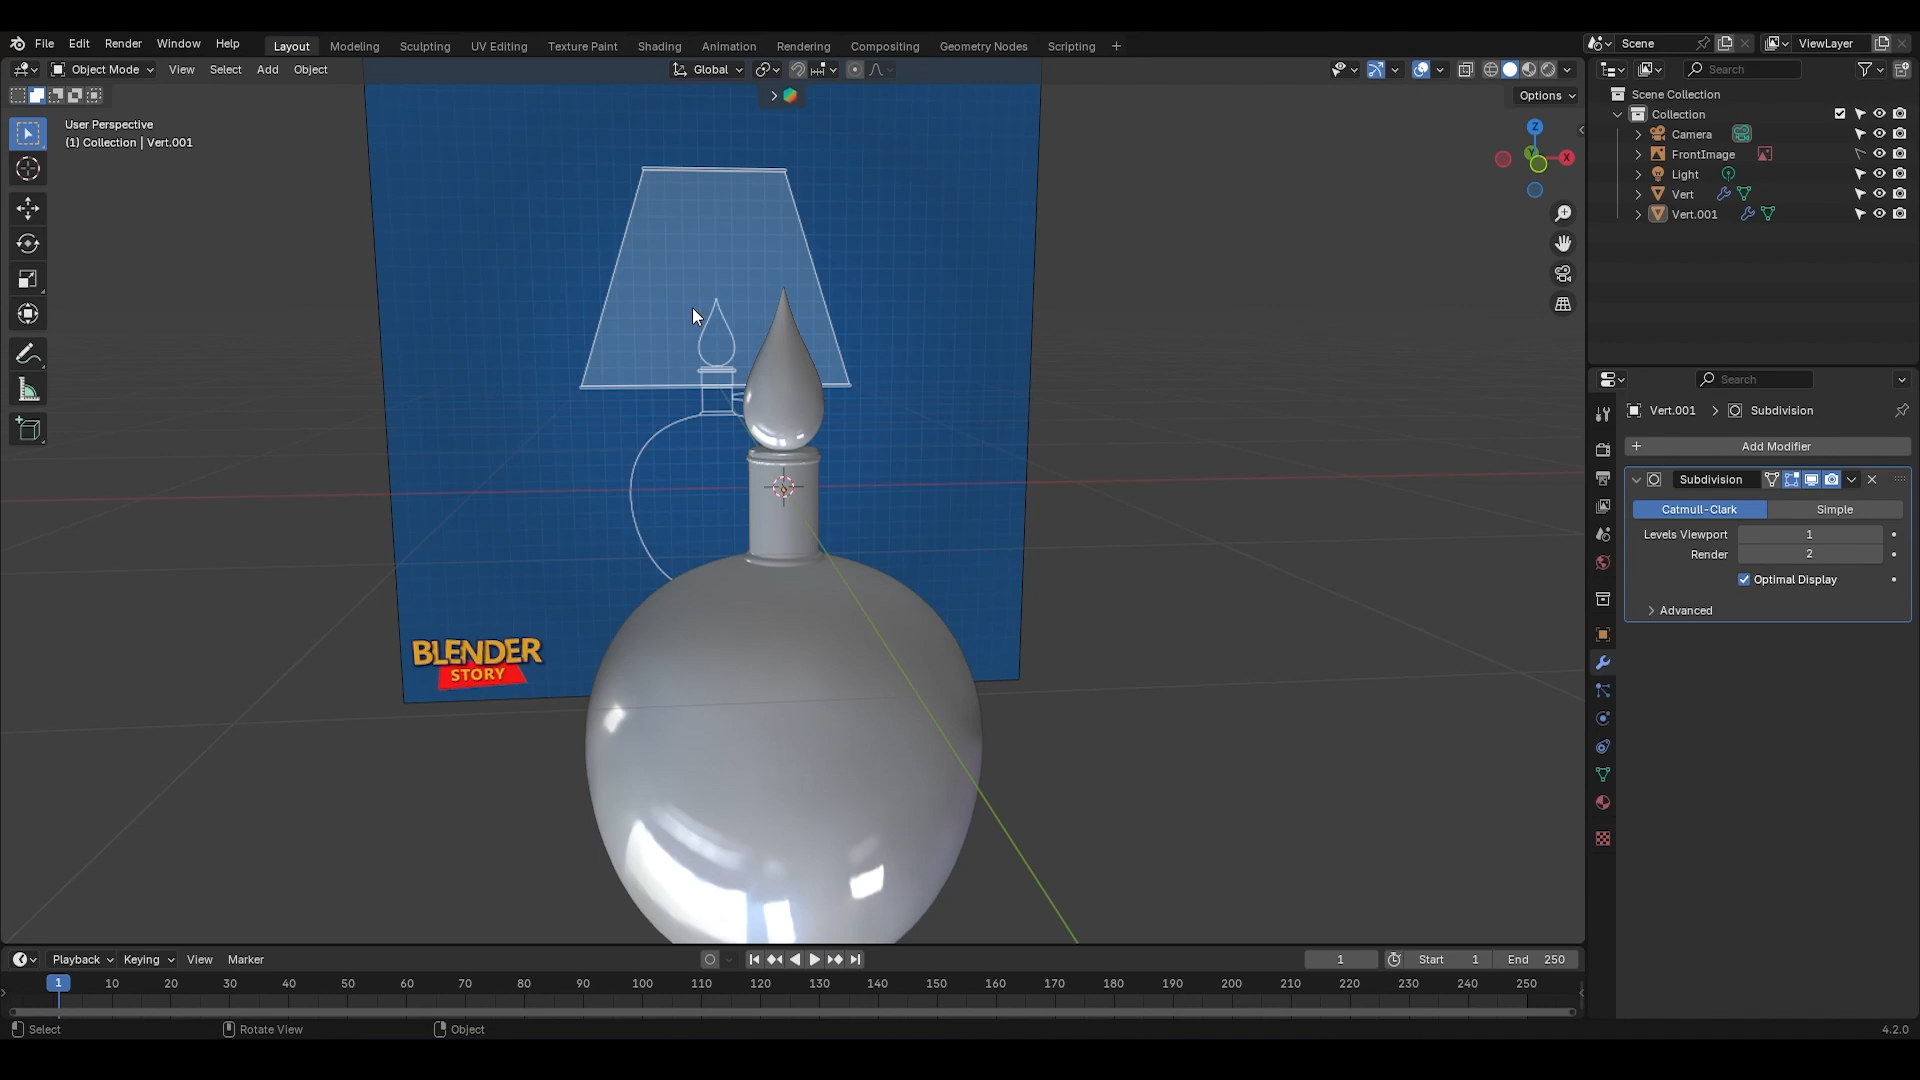 File Edit Render Window Help Layout Modeling Sculpting UV Editing Texture Paint Shading Animation Rendering Compositing Geometry Nodes Scripting + Scene ViewLayer
Object Mode View Select Add Object Global Search
Options
Scene Collection
Collection
User Perspective
(1) Collection | Vert.001
Camera
FrontImage
Light
Vert
Vert.001
Z
Y
X
Search
Vert.001 > Subdivision
+ Add Modifier
Subdivision
Catmull-Clark Simple
Levels Viewport 1
Render 2
Optimal Display
Advanced
BLENDER
STORY
Playback Keying View Marker 1 Start 1 End 250
1 10 20 30 40 50 60 70 80 90 100 110 120 130 140 150 160 170 180 190 200 210 220 230 240 250
Select Rotate View Object 4.2.0